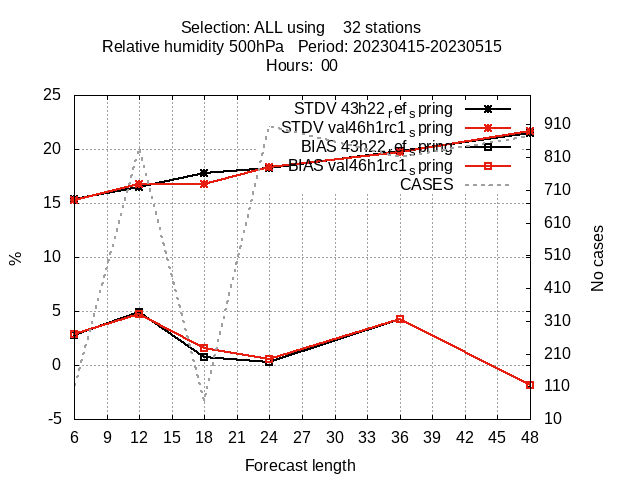 Selection: ALL using    32 stations
Relative humidity 500hPa   Period: 20230415-20230515
Hours:  00
STDV 43h22_ref_spring
STDV val46h1rc1_spring
BIAS 43h22_ref_spring
BIAS val46h1rc1_spring
CASES
25
20
15
10
5
0
-5
%
910
810
710
610
510
410
310
210
110
10
No cases
6 9 12 15 18 21 24 27 30 33 36 39 42 45 48
Forecast length